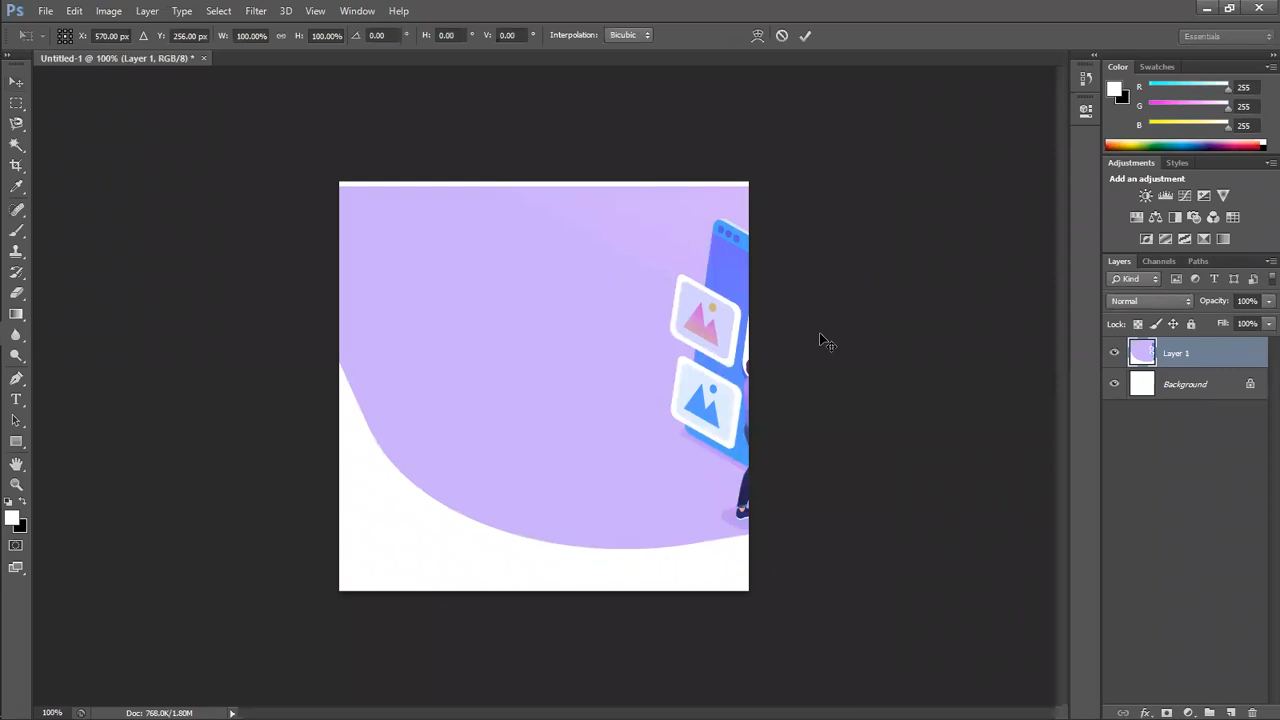 Ps File Edit Image Layer Type Select Filter 3D View Window Help
X: 570.00 px Y: 256.00 px W: 100.00% H: 100.00% 0.00 ° H: 0.00 ° V: 0.00 ° Interpolation: Bicubic Essentials
Untitled-1 @ 100% (Layer 1, RGB/8) * ×
Color Swatches
R 255
G 255
B 255
Adjustments Styles
Add an adjustment
Layers Channels Paths
Kind T
Normal Opacity: 100%
Lock: Fill: 100%
Layer 1
Background
100% Doc: 768.0K/1.80M